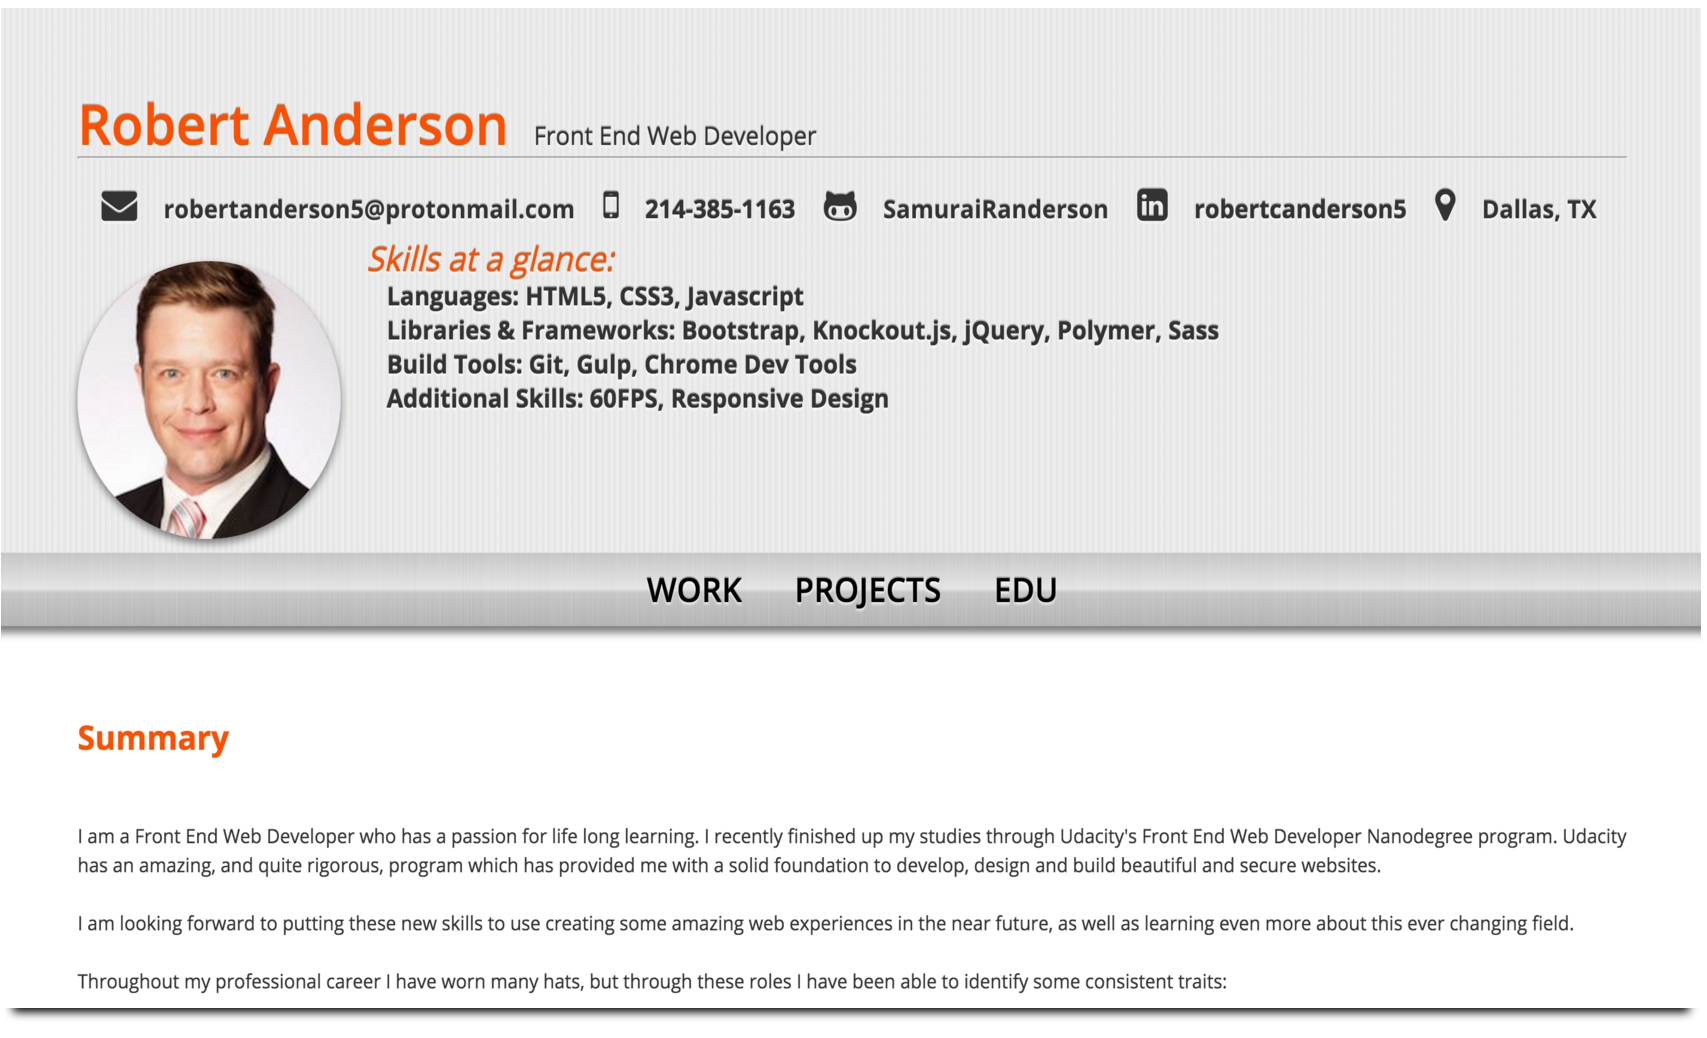 Robert Anderson Front End Web Developer
robertanderson5@protonmail.com 214-385-1163 SamuraiRanderson in robertcanderson5 Dallas, TX
Skills at a glance:
Languages: HTML5, CSS3, Javascript
Libraries & Frameworks: Bootstrap, Knockout.js, jQuery, Polymer, Sass
Build Tools: Git, Gulp, Chrome Dev Tools
Additional Skills: 60FPS, Responsive Design
WORK PROJECTS EDU
Summary
I am a Front End Web Developer who has a passion for life long learning. I recently finished up my studies through Udacity's Front End Web Developer Nanodegree program. Udacity
has an amazing, and quite rigorous, program which has provided me with a solid foundation to develop, design and build beautiful and secure websites.
I am looking forward to putting these new skills to use creating some amazing web experiences in the near future, as well as learning even more about this ever changing field.
Throughout my professional career I have worn many hats, but through these roles I have been able to identify some consistent traits: